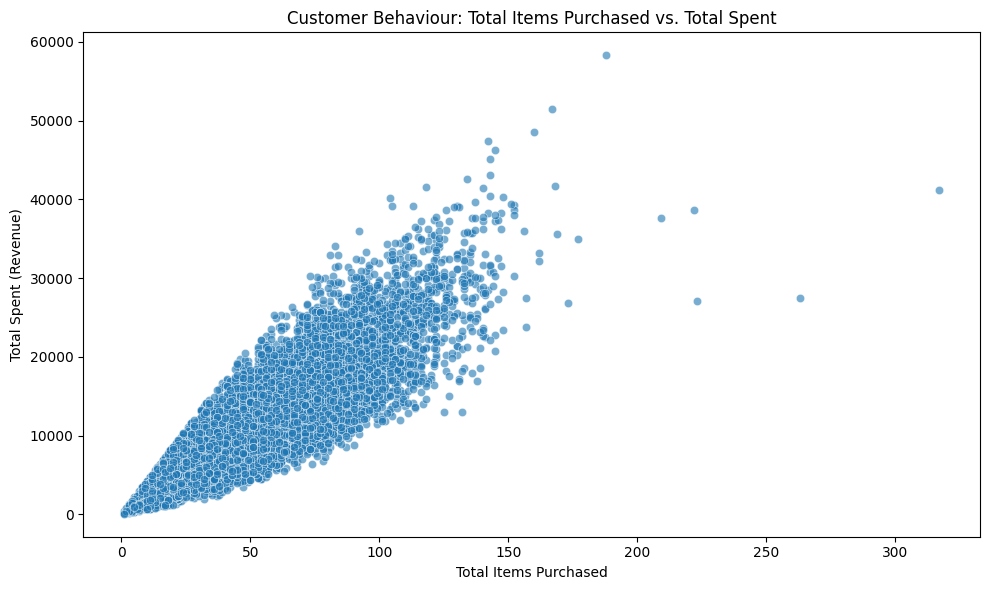 Customer Behaviour: Total Items Purchased vs. Total Spent
60000
50000
40000
30000
20000
10000
0
Total Spent (Revenue)
0 50 100 150 200 250 300
Total Items Purchased